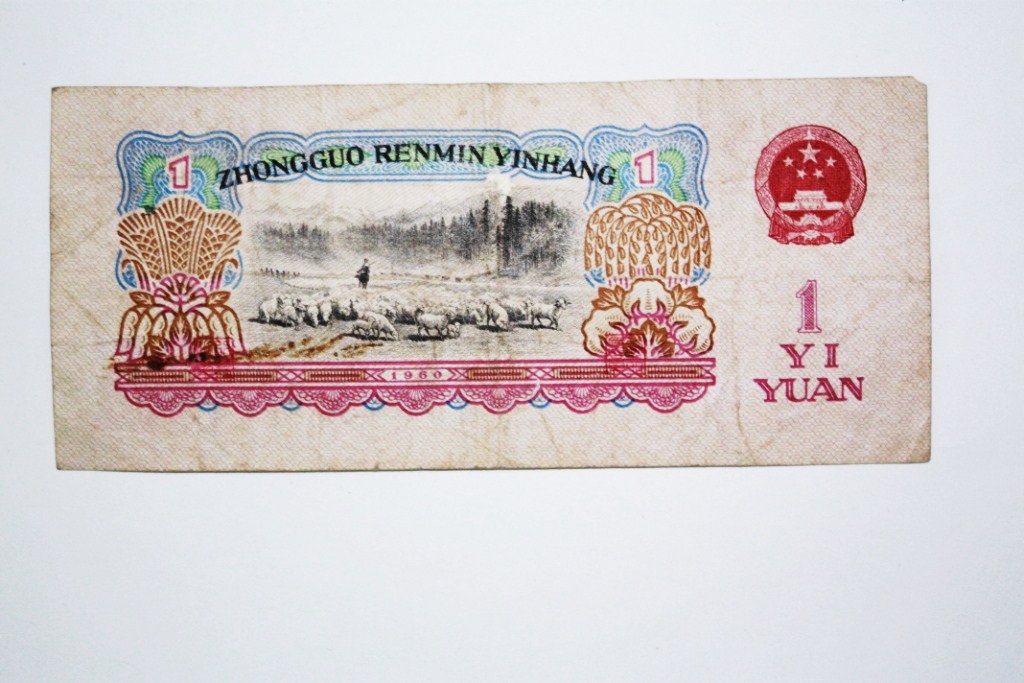 1 ZHONGGUO RENMIN YINHANG 1
1960
1
YI
YUAN